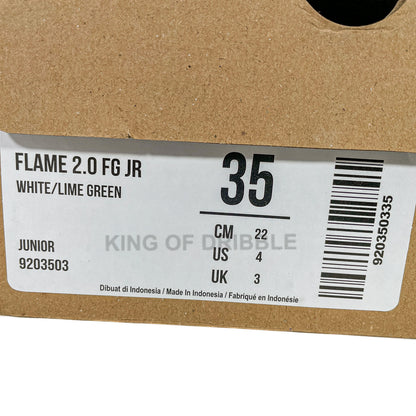 FLAME 2.0 FG JR
WHITE/LIME GREEN
35
CM 22
US 4
UK 3
KING OF DRIBBLE
JUNIOR
9203503
Dibuat di Indonesia / Made In Indonesia / Fabriqué en Indonésie
920350335